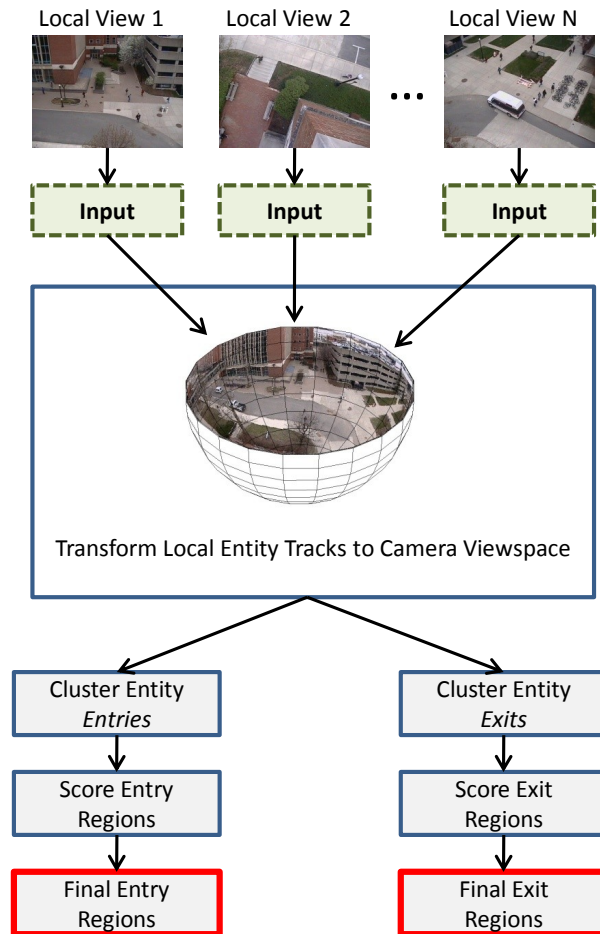 Local View 1
Local View 2
Local View N
...
Input
Input
Input
Transform Local Entity Tracks to Camera Viewspace
Cluster Entity
Entries
Cluster Entity
Exits
Score Entry
Regions
Score Exit
Regions
Final Entry
Regions
Final Exit
Regions